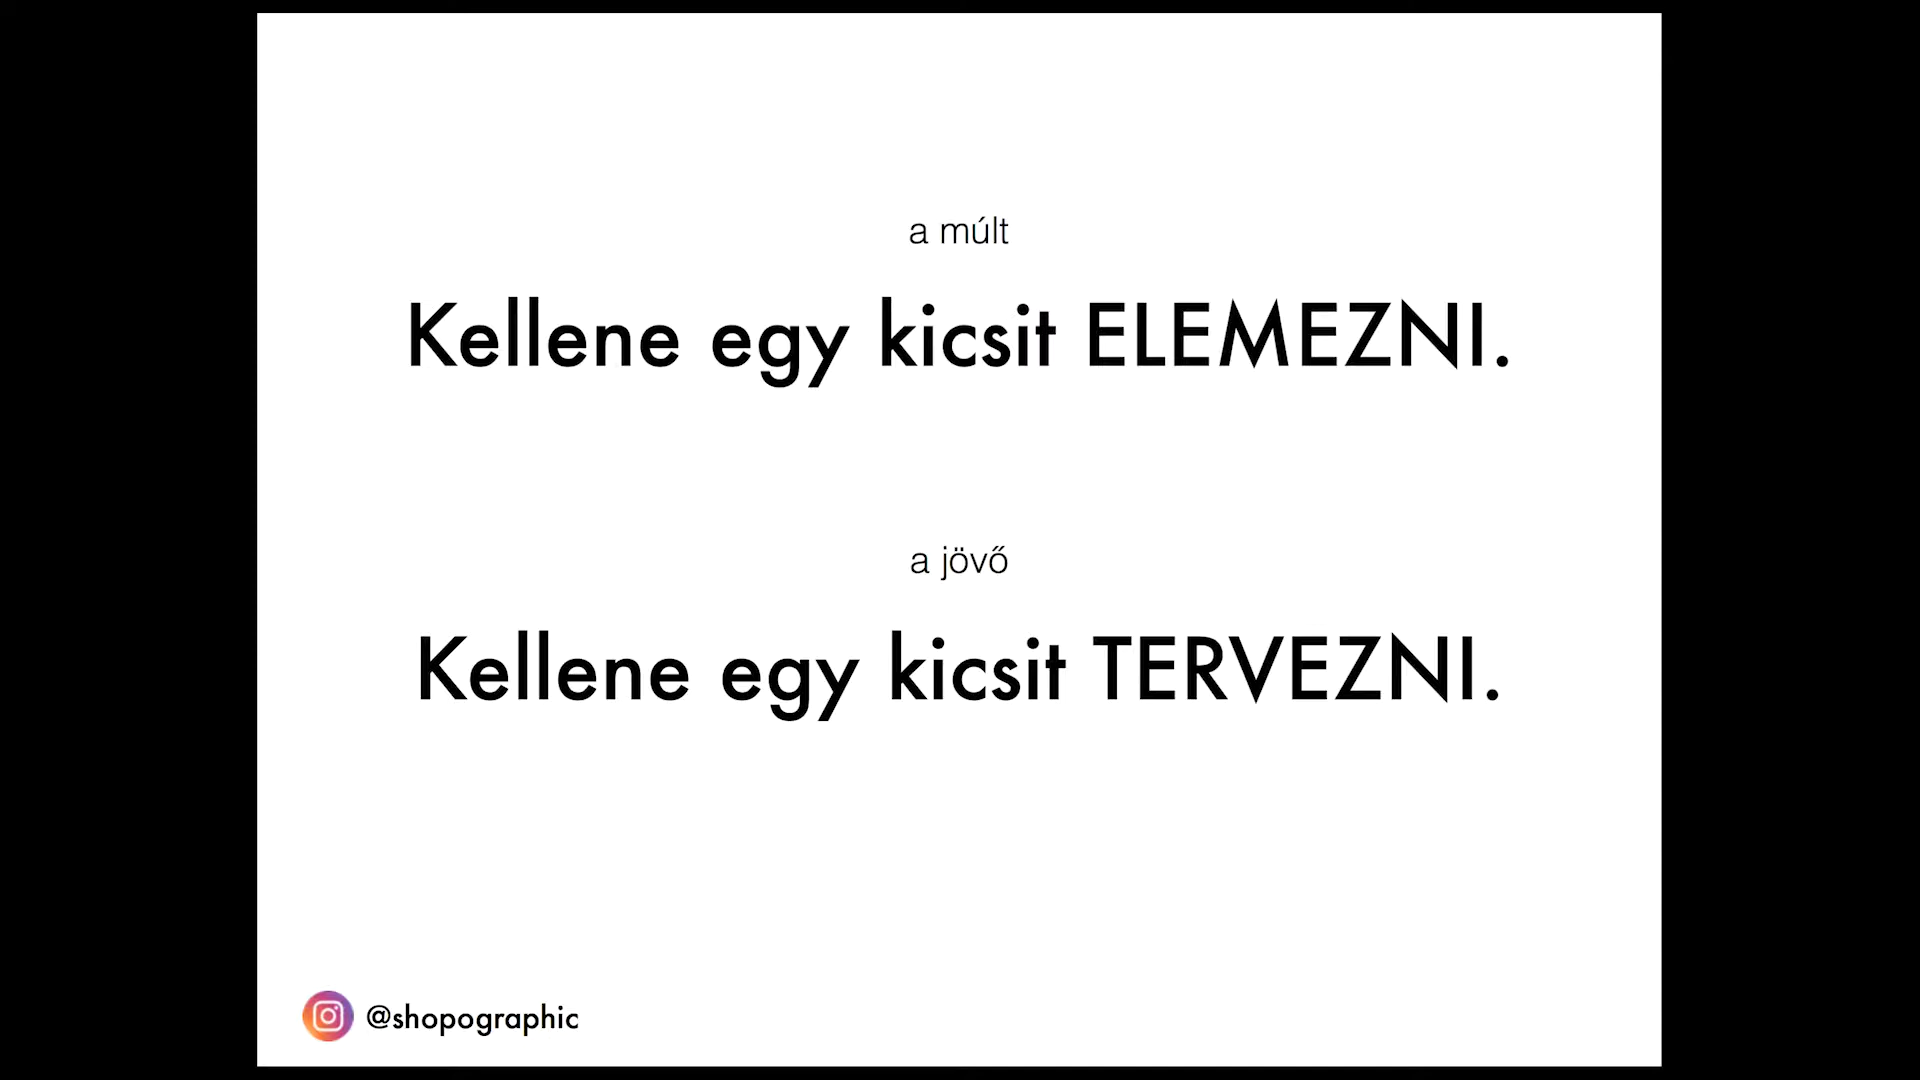 a múlt
Kellene egy kicsit ELEMEZNI.
a jövő
Kellene egy kicsit TERVEZNI.
@shopographic